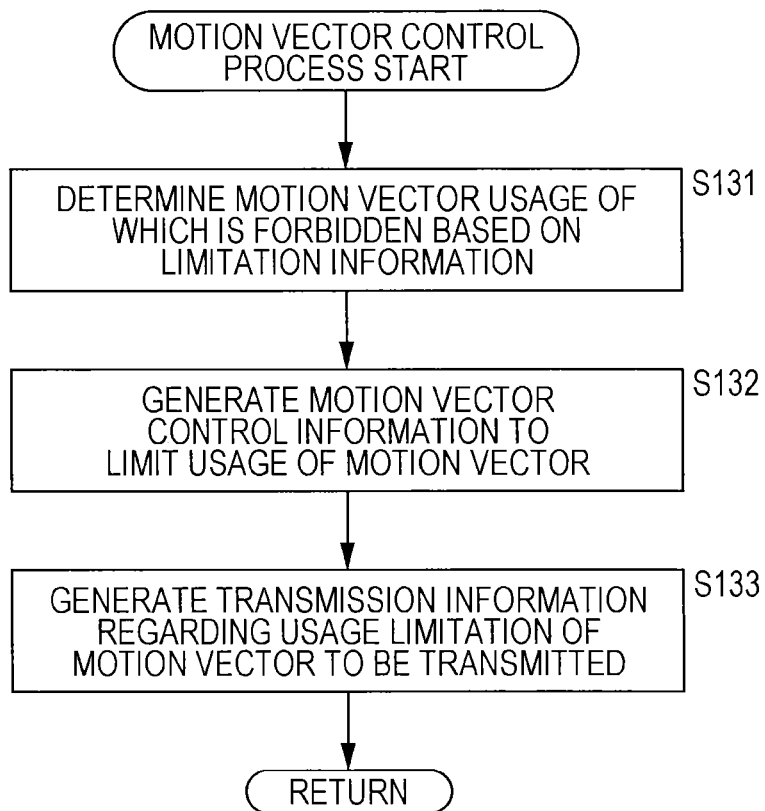 MOTION VECTOR CONTROL
PROCESS START
S131
DETERMINE MOTION VECTOR USAGE OF
WHICH IS FORBIDDEN BASED ON
LIMITATION INFORMATION
S132
GENERATE MOTION VECTOR
CONTROL INFORMATION TO
LIMIT USAGE OF MOTION VECTOR
S133
GENERATE TRANSMISSION INFORMATION
REGARDING USAGE LIMITATION OF
MOTION VECTOR TO BE TRANSMITTED
RETURN